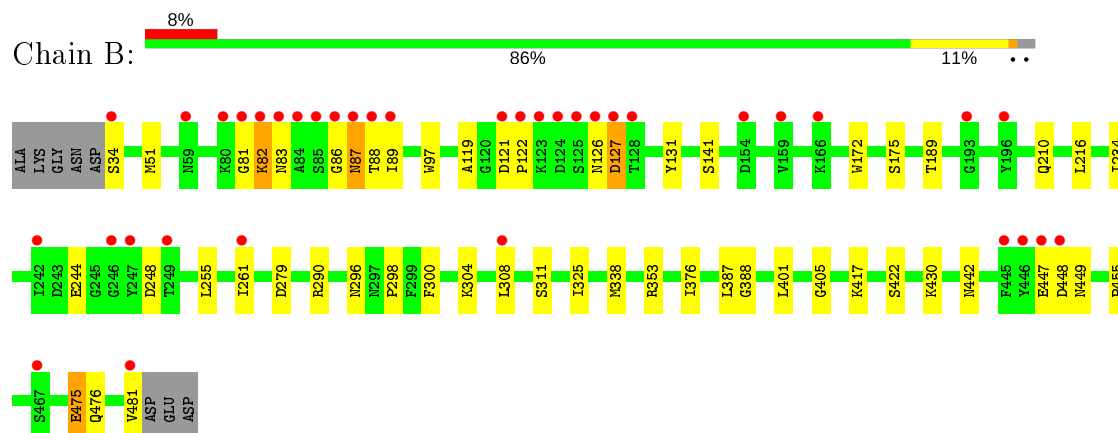 8%
Chain B:
86% 11% • •
ALA LYS GLY ASN ASP S34 M51 N59 K80 G81 K82 N83 A84 S85 G86 N87 T88 I89 W97 A119 G120 D121 P122 K123 D124 S125 N126 D127 T128 Y131 S141 D154 V159 K166 W172 S175 T189 G193 Y196 Q210 L216
I242 D243 E244 G245 G246 Y247 D248 T249 L255 I261 D279 R290 N296 N297 P298 F299 F300 K304 L308 S311 I325 M338 R353 I376 L387 G388 L401 G405 K417 S422 K430 N442 F445 Y446 E447 D448 N449
S467 E475 Q476 V481 ASP GLU ASP